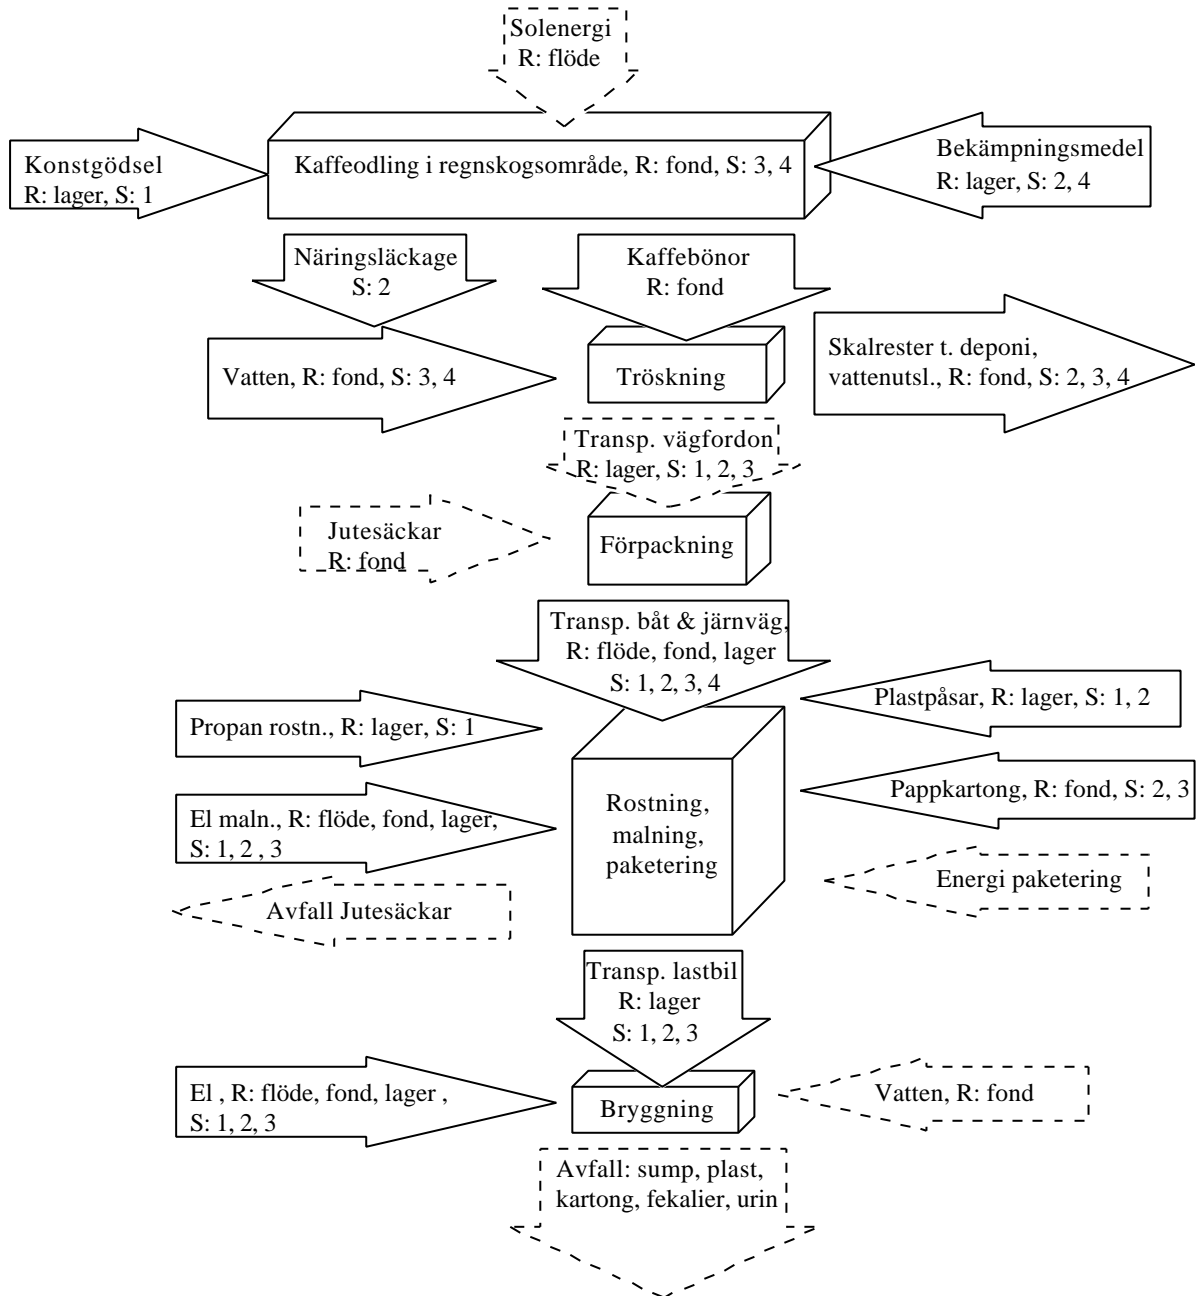 Solenergi
R: flöde
Konstgödsel
R: lager, S: 1
Kaffeodling i regnskogsområde, R: fond, S: 3, 4
Bekämpningsmedel
R: lager, S: 2, 4
Näringsläckage
S: 2
Kaffebönor
R: fond
Vatten, R: fond, S: 3, 4
Tröskning
Skalrester t. deponi,
vattenutsl., R: fond, S: 2, 3, 4
Transp. vägfordon
R: lager, S: 1, 2, 3
Jutesäckar
R: fond
Förpackning
Transp. båt & järnväg,
R: flöde, fond, lager
S: 1, 2, 3, 4
Propan rostn., R: lager, S: 1
Plastpåsar, R: lager, S: 1, 2
El maln., R: flöde, fond, lager,
S: 1, 2 , 3
Rostning,
malning,
paketering
Pappkartong, R: fond, S: 2, 3
Energi paketering
Avfall Jutesäckar
Transp. lastbil
R: lager
S: 1, 2, 3
El , R: flöde, fond, lager ,
S: 1, 2, 3
Bryggning
Vatten, R: fond
Avfall: sump, plast,
kartong, fekalier, urin